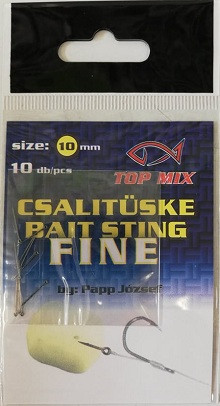 size: 10 mm
10 db/pcs
TOP MIX
CSALITÜSKE
BAIT STING
FINE
by: Papp József